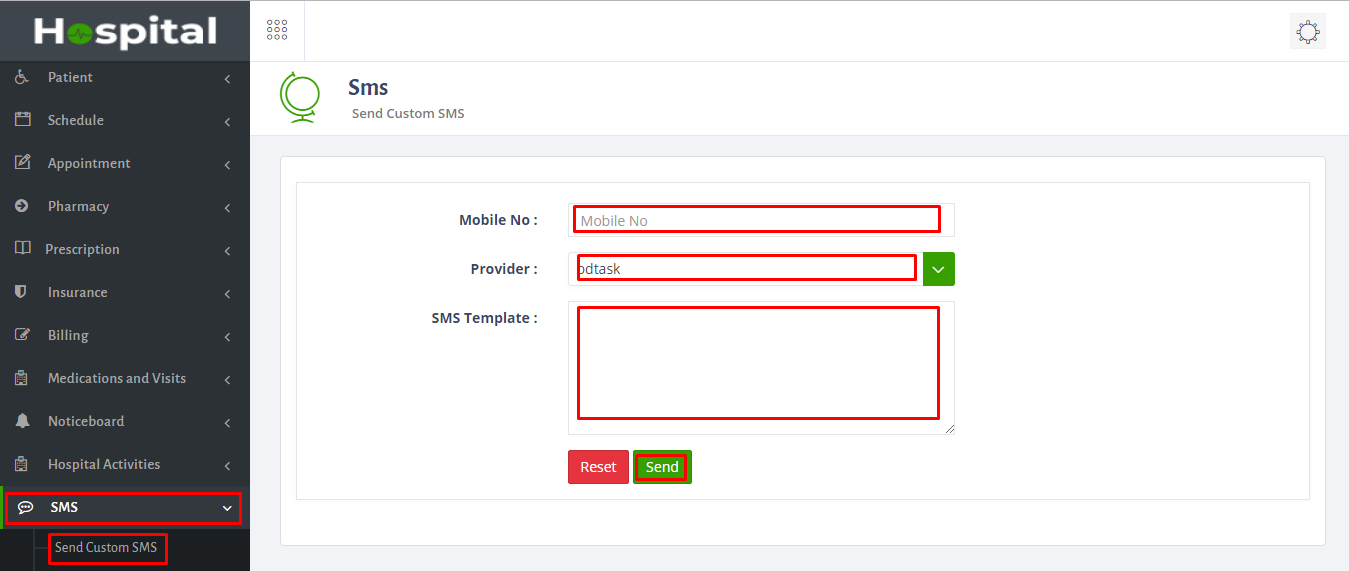 Hospital
Patient
Schedule
Appointment
Pharmacy
Prescription
Insurance
Billing
Medications and Visits
Noticeboard
Hospital Activities
SMS
Send Custom SMS
Sms
Send Custom SMS
Mobile No :
Mobile No
Provider :
bdtask
SMS Template :
Reset
Send